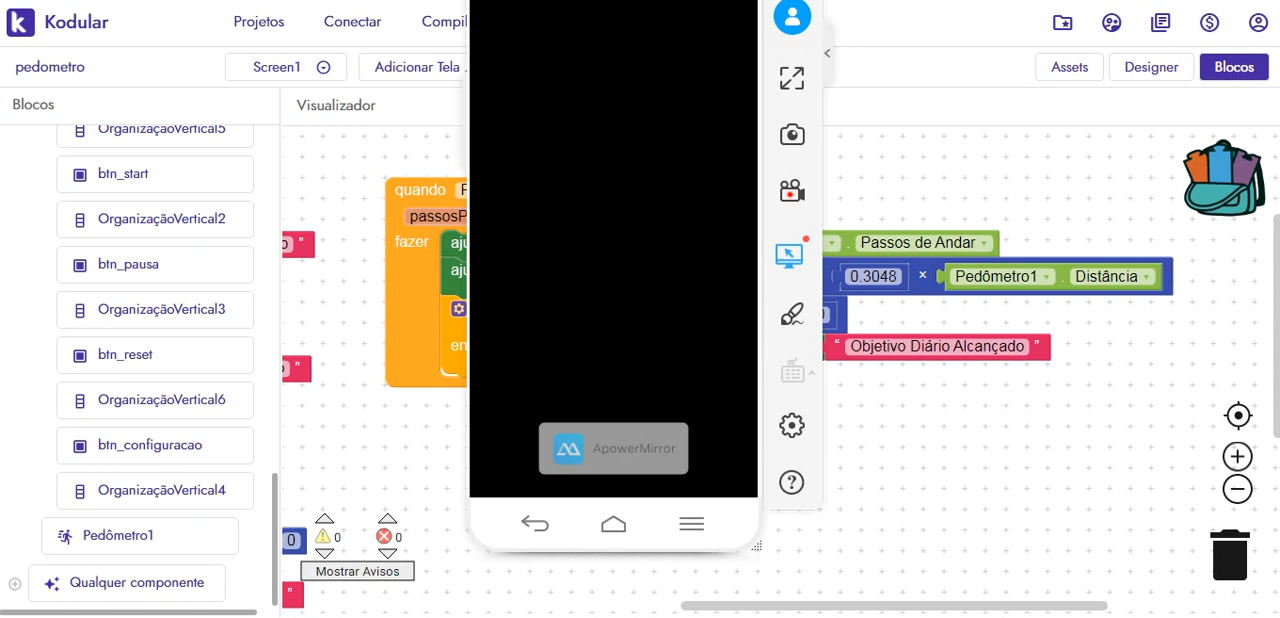 Kodular
Projetos
Conectar
Compil
pedometro
Screen1
Adicionar Tela
Assets
Designer
Blocos
Blocos
Visualizador
OrganizaçãoVertical5
btn_start
OrganizaçãoVertical2
btn_pausa
OrganizaçãoVertical3
btn_reset
OrganizaçãoVertical6
btn_configuracao
OrganizaçãoVertical4
Pedômetro1
Qualquer componente
quando
passosP
fazer
aju
aju
en
Passos de Andar
0.3048 × Pedômetro1 . Distância
“ Objetivo Diário Alcançado ”
ApowerMirror
0
0
0
Mostrar Avisos